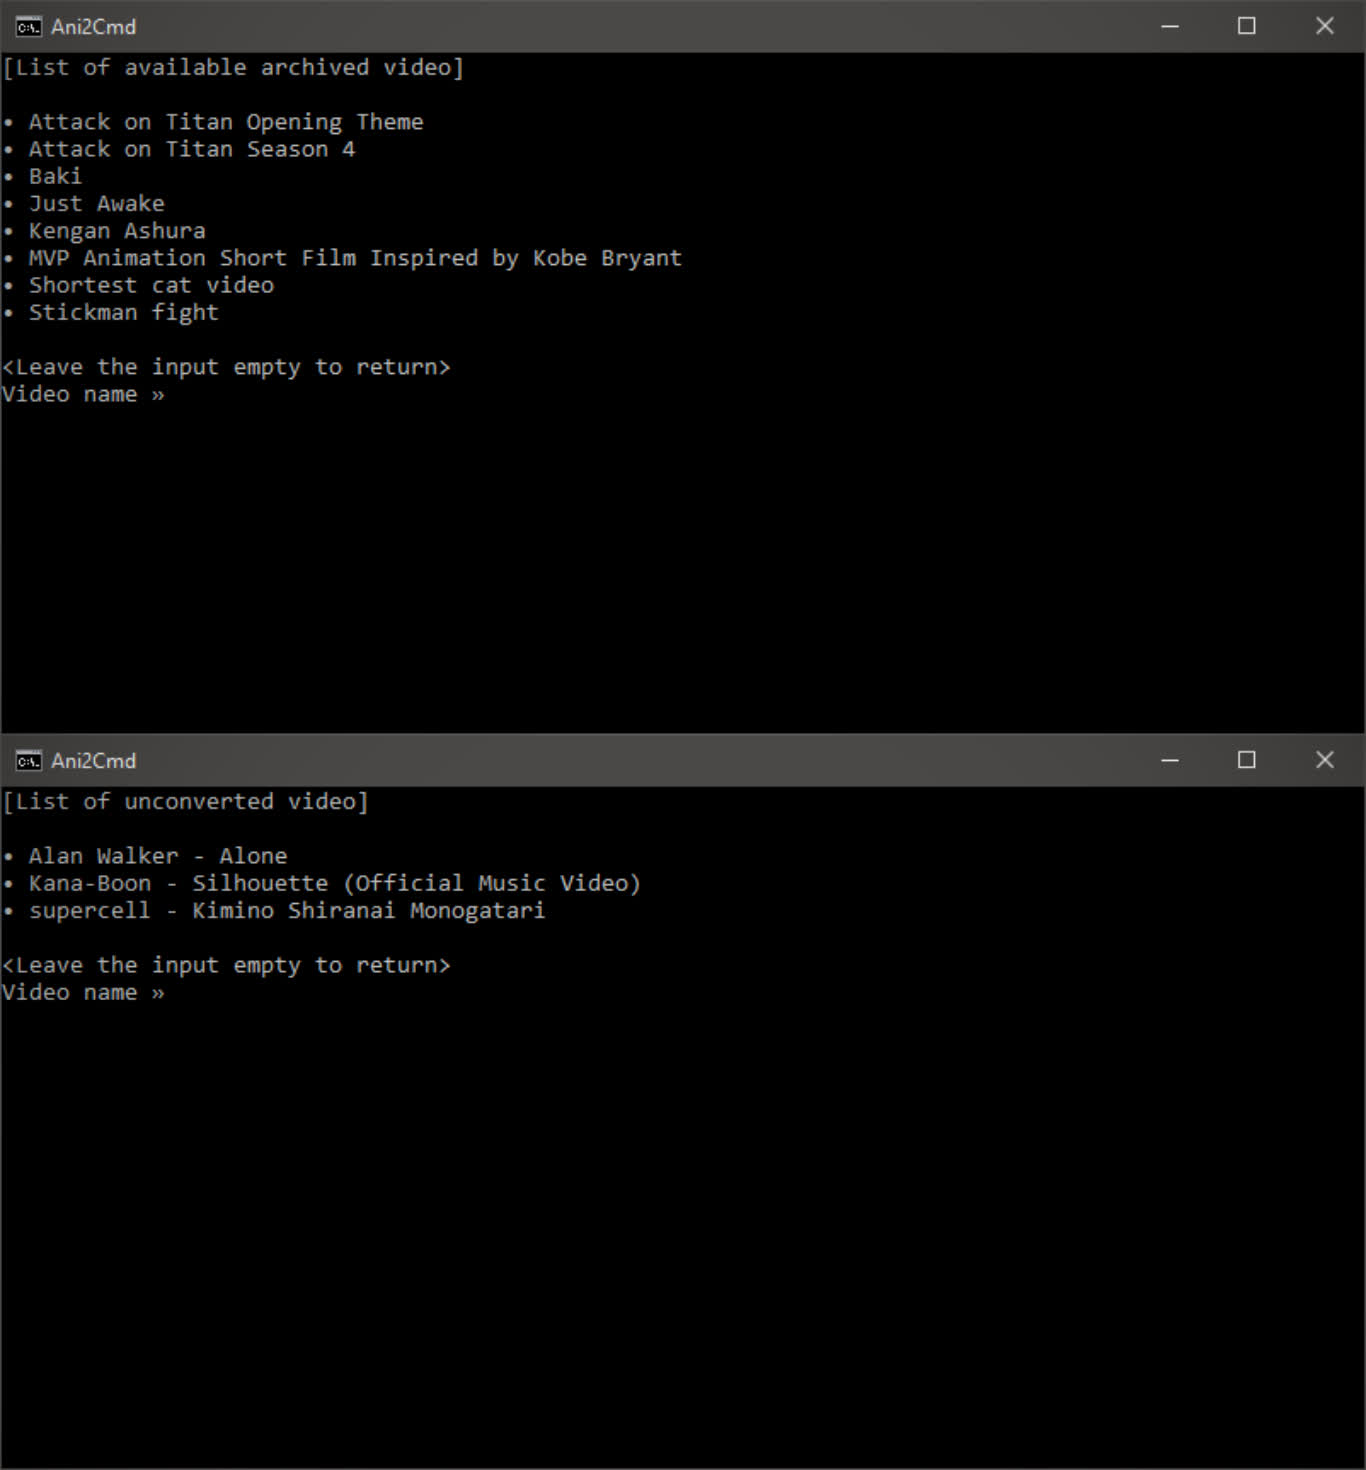 Ani2Cmd
[List of available archived video]
• Attack on Titan Opening Theme
• Attack on Titan Season 4
• Baki
• Just Awake
• Kengan Ashura
• MVP Animation Short Film Inspired by Kobe Bryant
• Shortest cat video
• Stickman fight
<Leave the input empty to return>
Video name »
Ani2Cmd
[List of unconverted video]
• Alan Walker - Alone
• Kana-Boon - Silhouette (Official Music Video)
• supercell - Kimino Shiranai Monogatari
<Leave the input empty to return>
Video name »